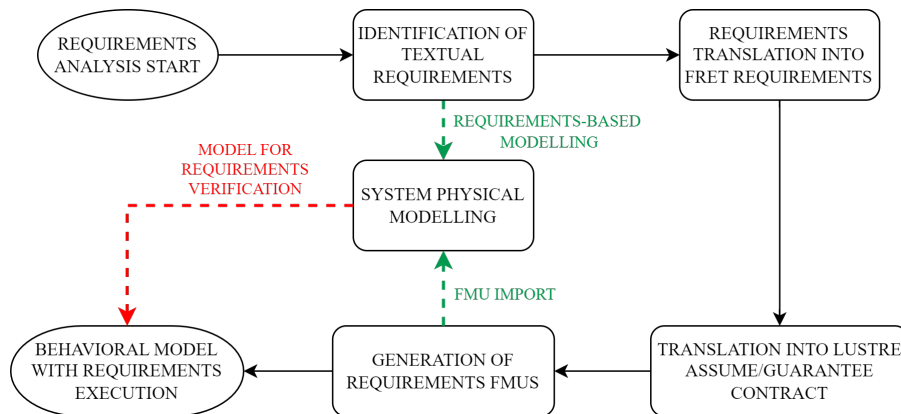 REQUIREMENTS
ANALYSIS START
IDENTIFICATION OF
TEXTUAL
REQUIREMENTS
REQUIREMENTS
TRANSLATION INTO
FRET REQUIREMENTS
REQUIREMENTS-BASED
MODELLING
MODEL FOR
REQUIREMENTS
VERIFICATION
SYSTEM PHYSICAL
MODELLING
FMU IMPORT
BEHAVIORAL MODEL
WITH REQUIREMENTS
EXECUTION
GENERATION OF
REQUIREMENTS FMUS
TRANSLATION INTO LUSTRE
ASSUME/GUARANTEE
CONTRACT